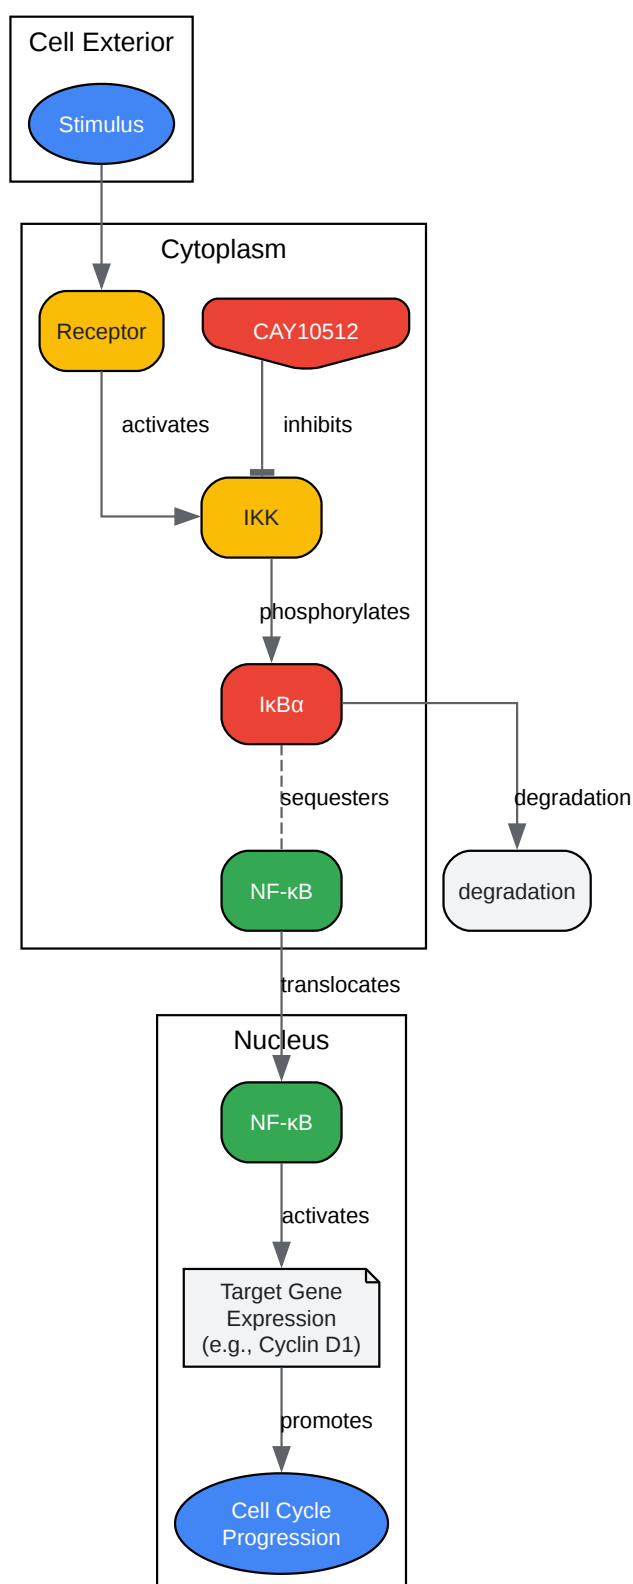 Cell Exterior
Stimulus
Cytoplasm
Receptor
CAY10512
activates
inhibits
IKK
phosphorylates
IκBα
sequesters
degradation
NF-κB
degradation
translocates
Nucleus
NF-κB
activates
Target Gene
Expression
(e.g., Cyclin D1)
promotes
Cell Cycle
Progression